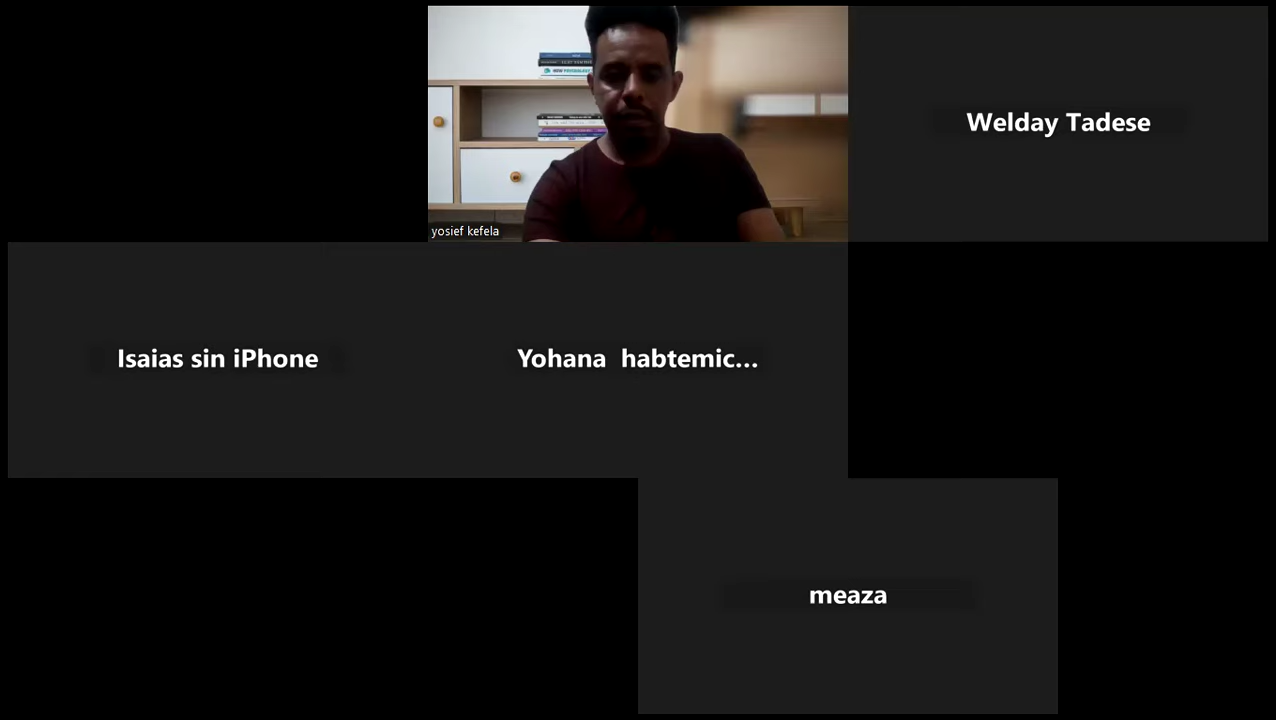 Welday Tadese
yosief kefela
Isaias sin iPhone
Yohana habtemic...
meaza